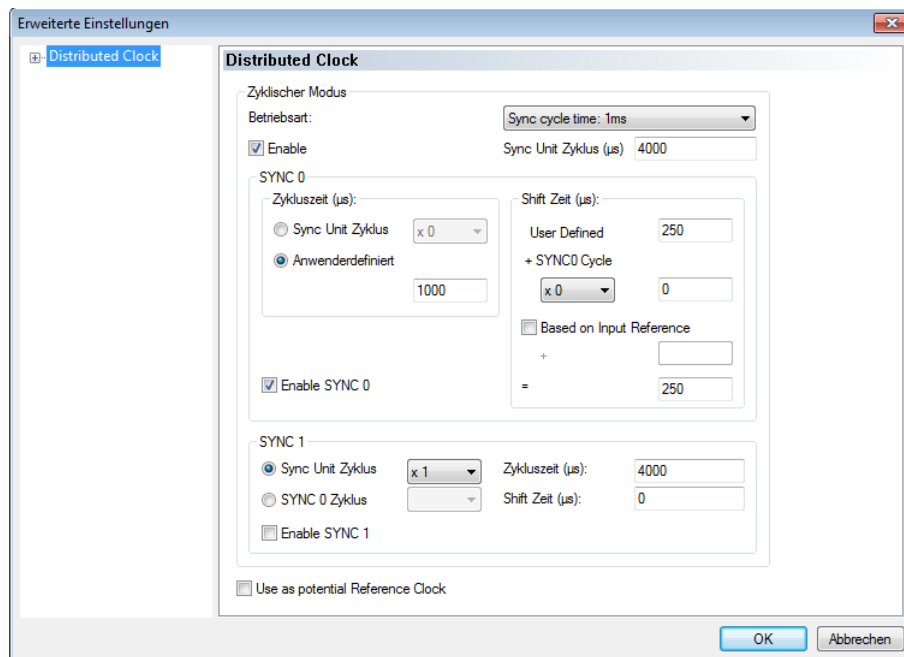 Erweiterte Einstellungen
Distributed Clock
Distributed Clock
Zyklischer Modus
Betriebsart: Sync cycle time: 1ms
Enable Sync Unit Zyklus (µs) 4000
SYNC 0
Zykluszeit (µs): Shift Zeit (µs):
Sync Unit Zyklus x 0 User Defined 250
Anwenderdefiniert + SYNC0 Cycle
1000 x 0 0
Based on Input Reference
+
Enable SYNC 0 = 250
SYNC 1
Sync Unit Zyklus x 1 Zykluszeit (µs): 4000
SYNC 0 Zyklus Shift Zeit (µs): 0
Enable SYNC 1
Use as potential Reference Clock
OK Abbrechen